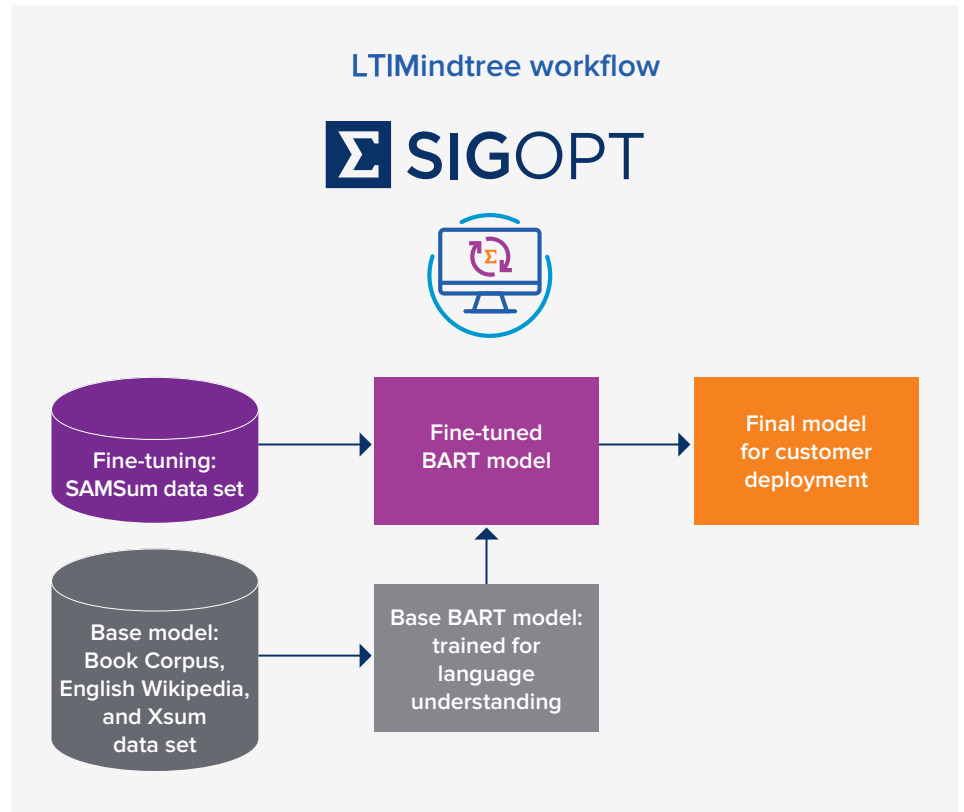 LTIMindtree workflow
Σ SIGOPT
Σ
Fine-tuning:
SAMSum data set
Fine-tuned
BART model
Final model
for customer
deployment
Base model:
Book Corpus,
English Wikipedia,
and Xsum
data set
Base BART model:
trained for
language
understanding